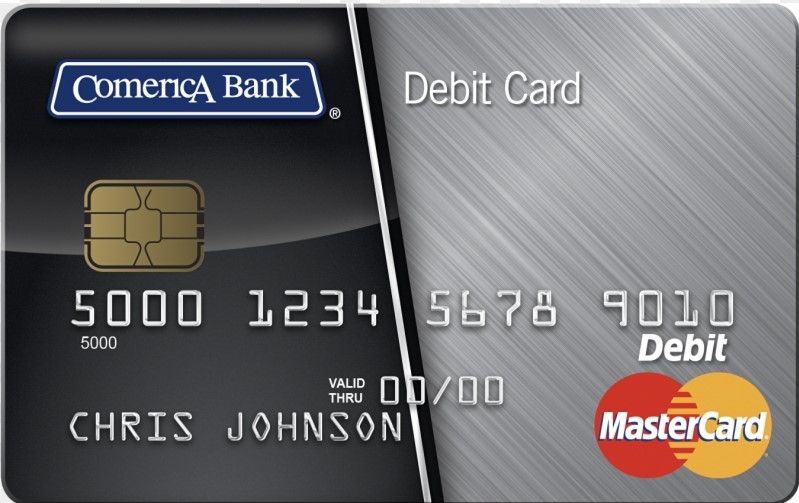 ComericA Bank®
Debit Card
5000 1234 5678 9010
5000
Debit
VALID THRU 00/00
CHRIS JOHNSON
MasterCard®